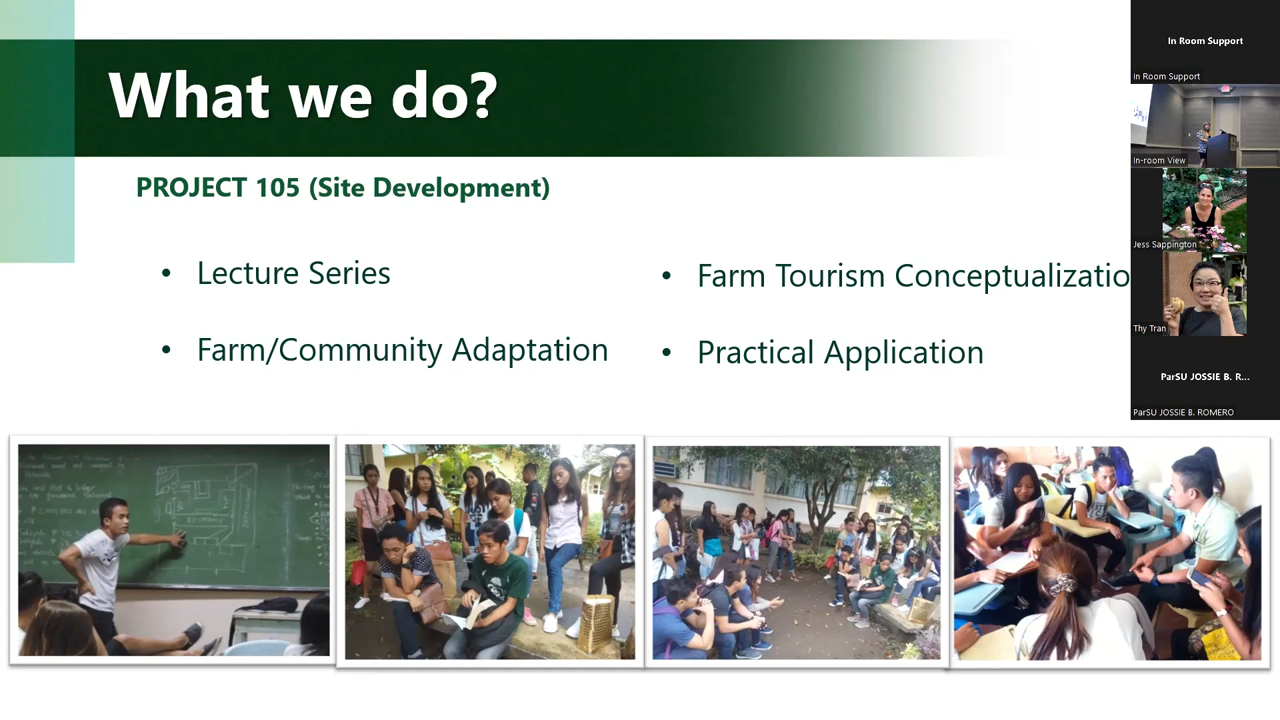 What we do?
PROJECT 105 (Site Development)
• Lecture Series
• Farm/Community Adaptation
• Farm Tourism Conceptualizatio
• Practical Application
In Room Support
In Room Support
In-room View
Jess Sappington
Thy Tran
ParSU JOSSIE B. R...
ParSU JOSSIE B. ROMERO